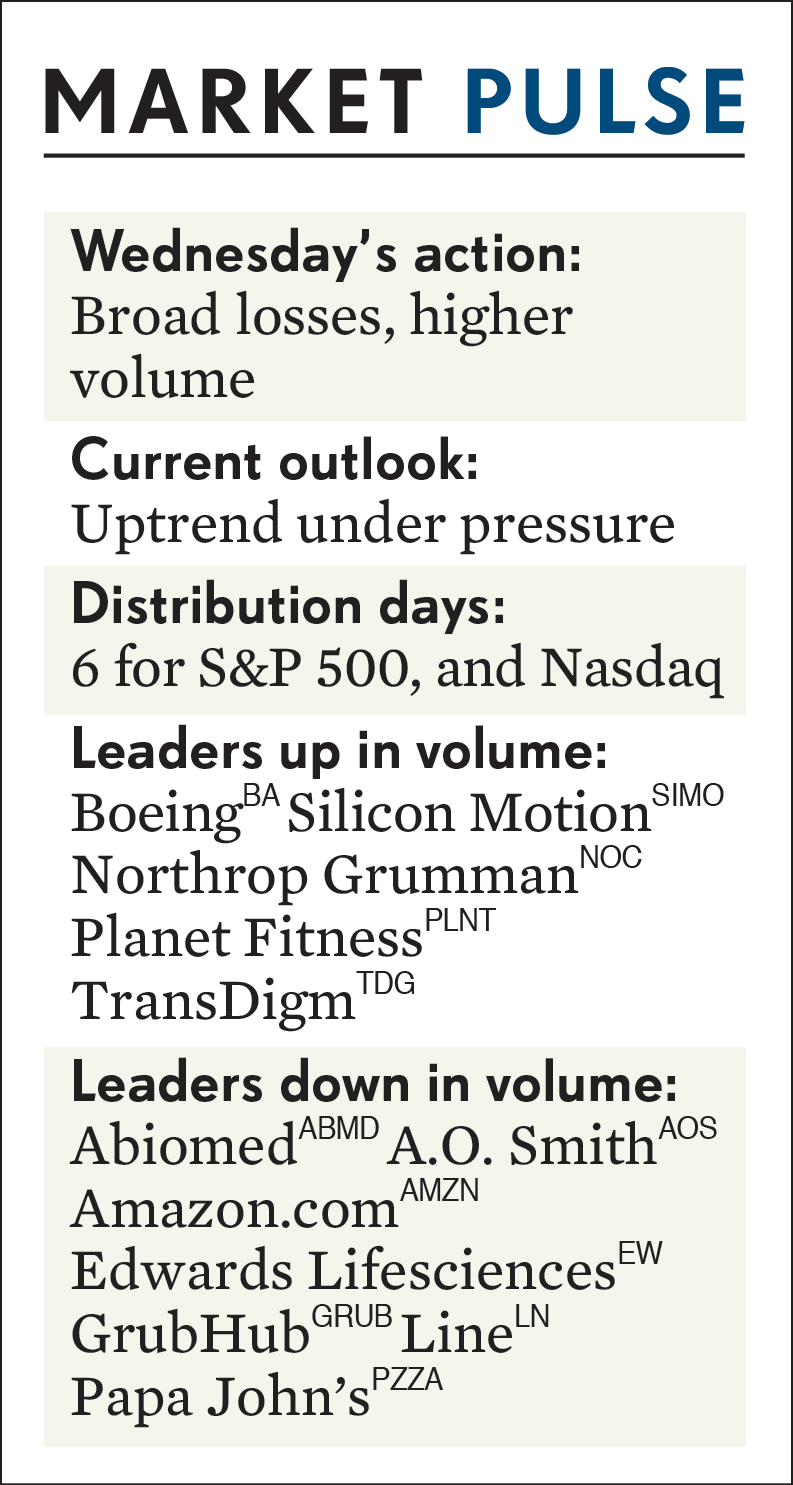 MARKET PULSE
Wednesday’s action:
Broad losses, higher
volume
Current outlook:
Uptrend under pressure
Distribution days:
6 for S&P 500, and Nasdaq
Leaders up in volume:
Boeing BA Silicon Motion SIMO
Northrop Grumman NOC
Planet Fitness PLNT
TransDigm TDG
Leaders down in volume:
Abiomed ABMD A.O. Smith AOS
Amazon.com AMZN
Edwards Lifesciences EW
GrubHub GRUB Line LN
Papa John’s PZZA